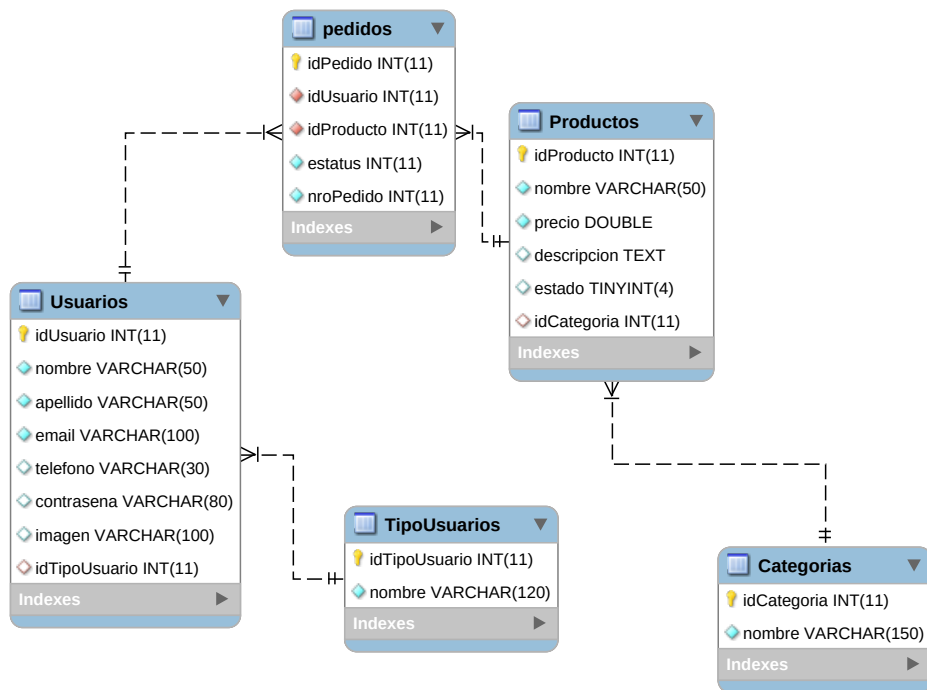 pedidos
idPedido INT(11)
idUsuario INT(11)
idProducto INT(11)
estatus INT(11)
nroPedido INT(11)
Indexes
Productos
idProducto INT(11)
nombre VARCHAR(50)
precio DOUBLE
descripcion TEXT
estado TINYINT(4)
idCategoria INT(11)
Indexes
Usuarios
idUsuario INT(11)
nombre VARCHAR(50)
apellido VARCHAR(50)
email VARCHAR(100)
telefono VARCHAR(30)
contrasena VARCHAR(80)
imagen VARCHAR(100)
idTipoUsuario INT(11)
Indexes
TipoUsuarios
idTipoUsuario INT(11)
nombre VARCHAR(120)
Indexes
Categorias
idCategoria INT(11)
nombre VARCHAR(150)
Indexes